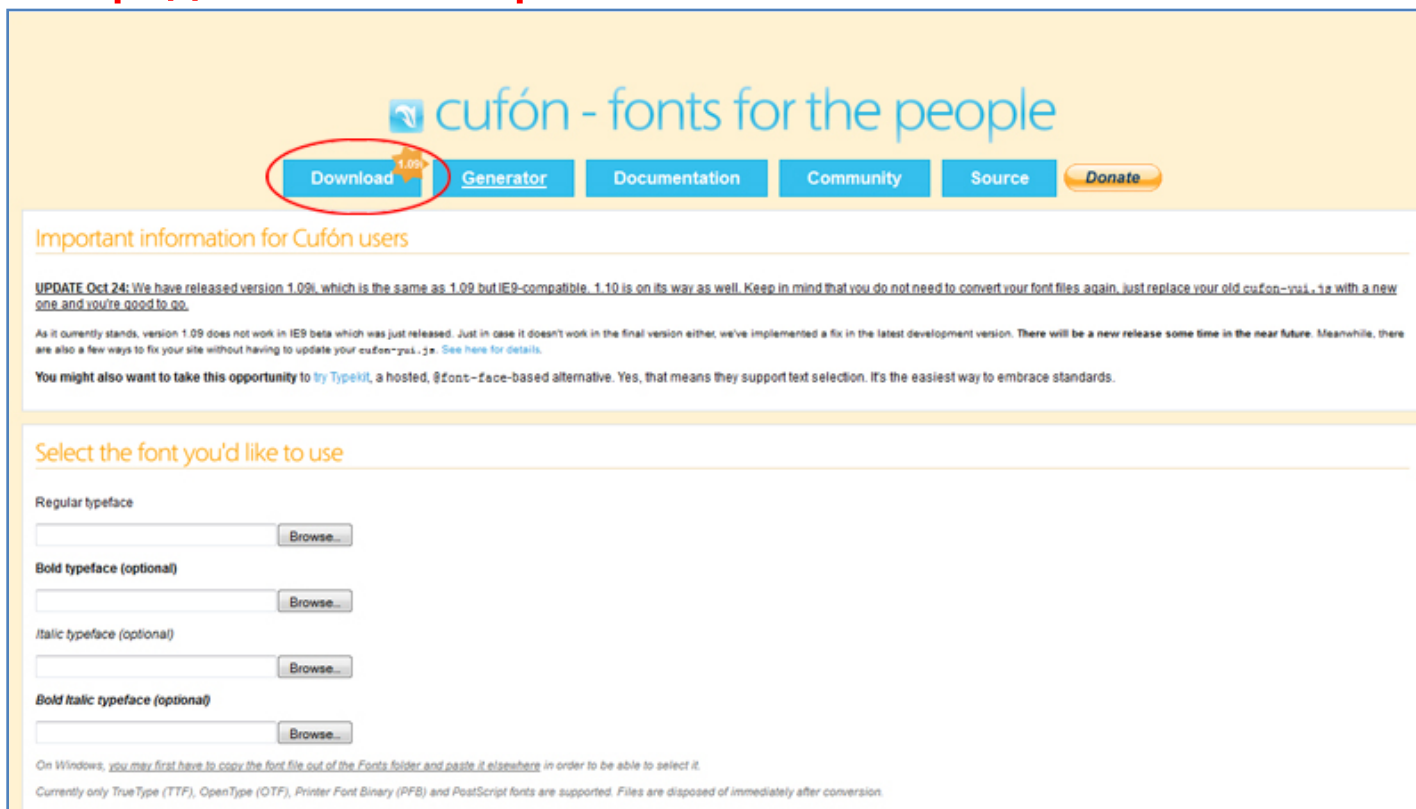 cufón - fonts for the people
Download 1.09i Generator Documentation Community Source Donate
Important information for Cufón users
UPDATE Oct 24: We have released version 1.09i, which is the same as 1.09 but IE9-compatible. 1.10 is on its way as well. Keep in mind that you do not need to convert your font files again, just replace your old cufon-yui.js with a new
one and you're good to go.
As it currently stands, version 1.09 does not work in IE9 beta which was just released. Just in case it doesn't work in the final version either, we've implemented a fix in the latest development version. There will be a new release some time in the near future. Meanwhile, there
are also a few ways to fix your site without having to update your cufon-yui.js. See here for details.
You might also want to take this opportunity to try Typekit, a hosted, @font-face-based alternative. Yes, that means they support text selection. It's the easiest way to embrace standards.
Select the font you'd like to use
Regular typeface
Browse...
Bold typeface (optional)
Browse...
Italic typeface (optional)
Browse...
Bold Italic typeface (optional)
Browse...
On Windows, you may first have to copy the font file out of the Fonts folder and paste it elsewhere in order to be able to select it.
Currently only TrueType (TTF), OpenType (OTF), Printer Font Binary (PFB) and PostScript fonts are supported. Files are disposed of immediately after conversion.